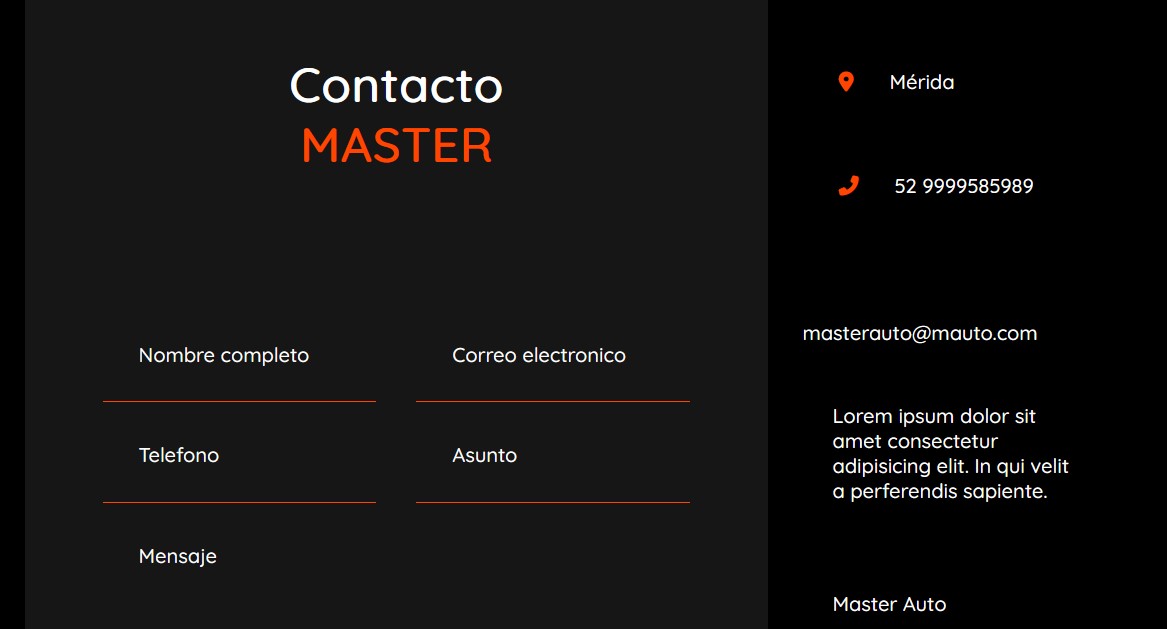 Contacto
MASTER
Nombre completo
Correo electronico
Telefono
Asunto
Mensaje
Mérida
52 9999585989
masterauto@mauto.com
Lorem ipsum dolor sit
amet consectetur
adipisicing elit. In qui velit
a perferendis sapiente.
Master Auto